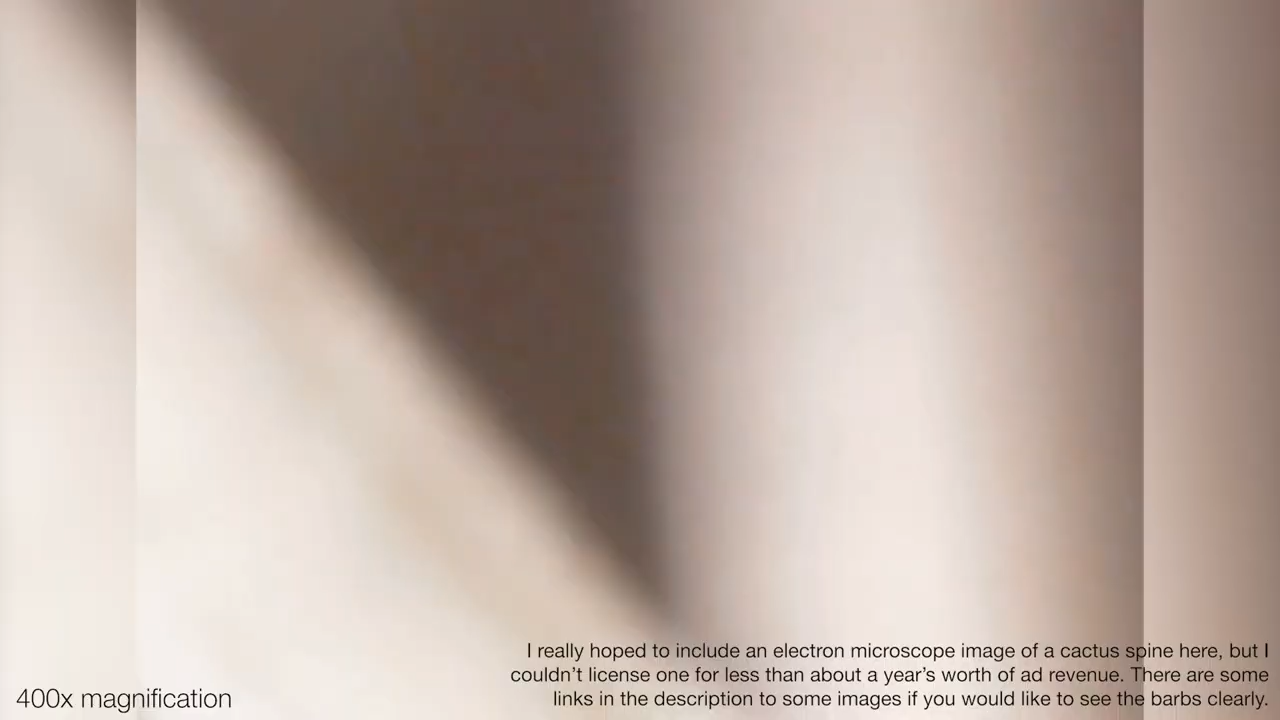 I really hoped to include an electron microscope image of a cactus spine here, but I
couldn’t license one for less than about a year’s worth of ad revenue. There are some
links in the description to some images if you would like to see the barbs clearly.
400x magnification